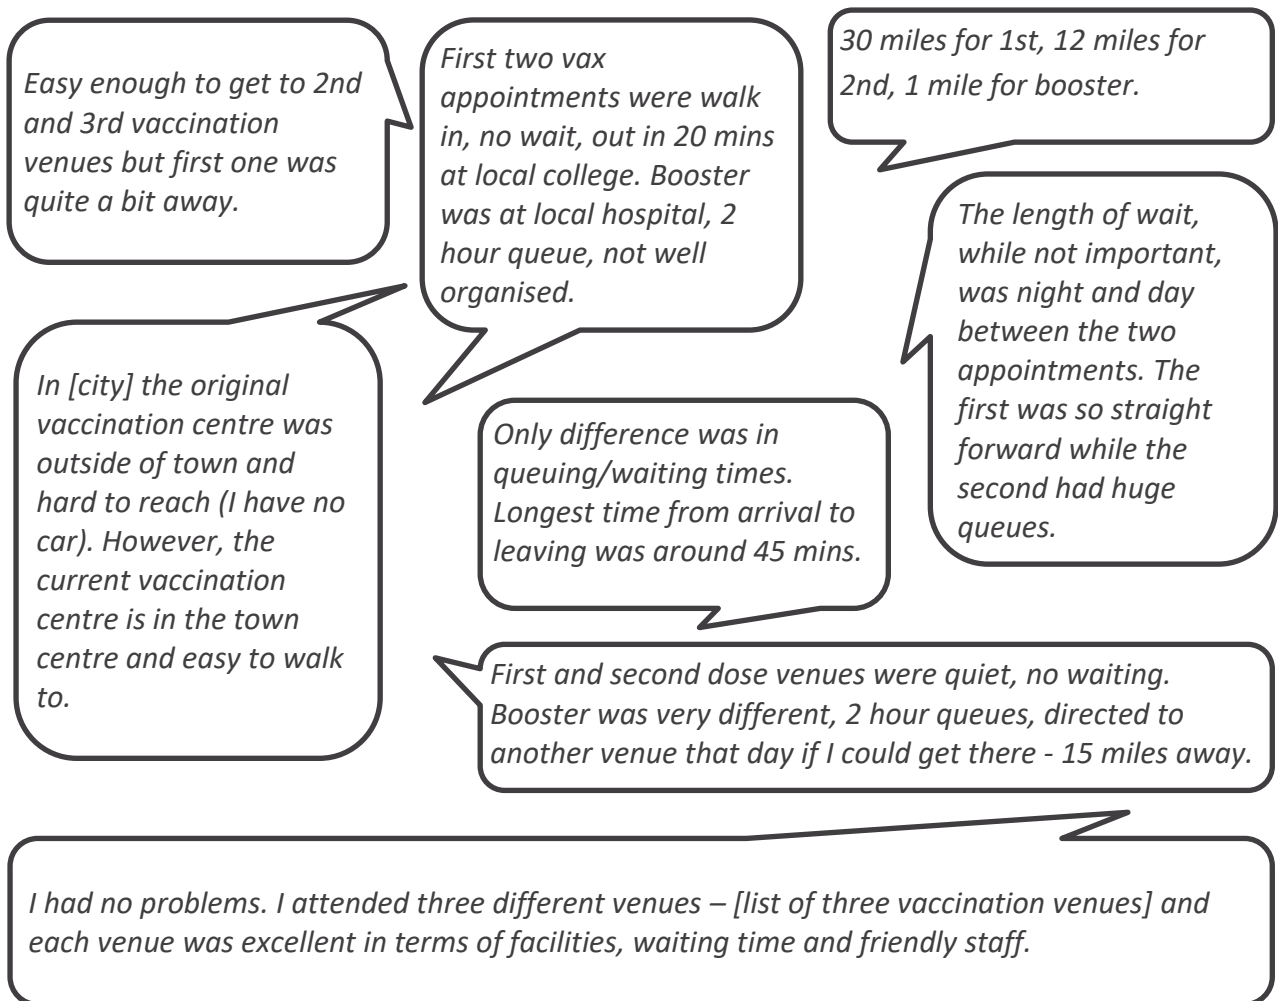 Easy enough to get to 2nd
and 3rd vaccination
venues but first one was
quite a bit away.
First two vax
appointments were walk
in, no wait, out in 20 mins
at local college. Booster
was at local hospital, 2
hour queue, not well
organised.
30 miles for 1st, 12 miles for
2nd, 1 mile for booster.
The length of wait,
while not important,
was night and day
between the two
appointments. The
first was so straight
forward while the
second had huge
queues.
In [city] the original
vaccination centre was
outside of town and
hard to reach (I have no
car). However, the
current vaccination
centre is in the town
centre and easy to walk
to.
Only difference was in
queuing/waiting times.
Longest time from arrival to
leaving was around 45 mins.
First and second dose venues were quiet, no waiting.
Booster was very different, 2 hour queues, directed to
another venue that day if I could get there - 15 miles away.
I had no problems. I attended three different venues – [list of three vaccination venues] and
each venue was excellent in terms of facilities, waiting time and friendly staff.